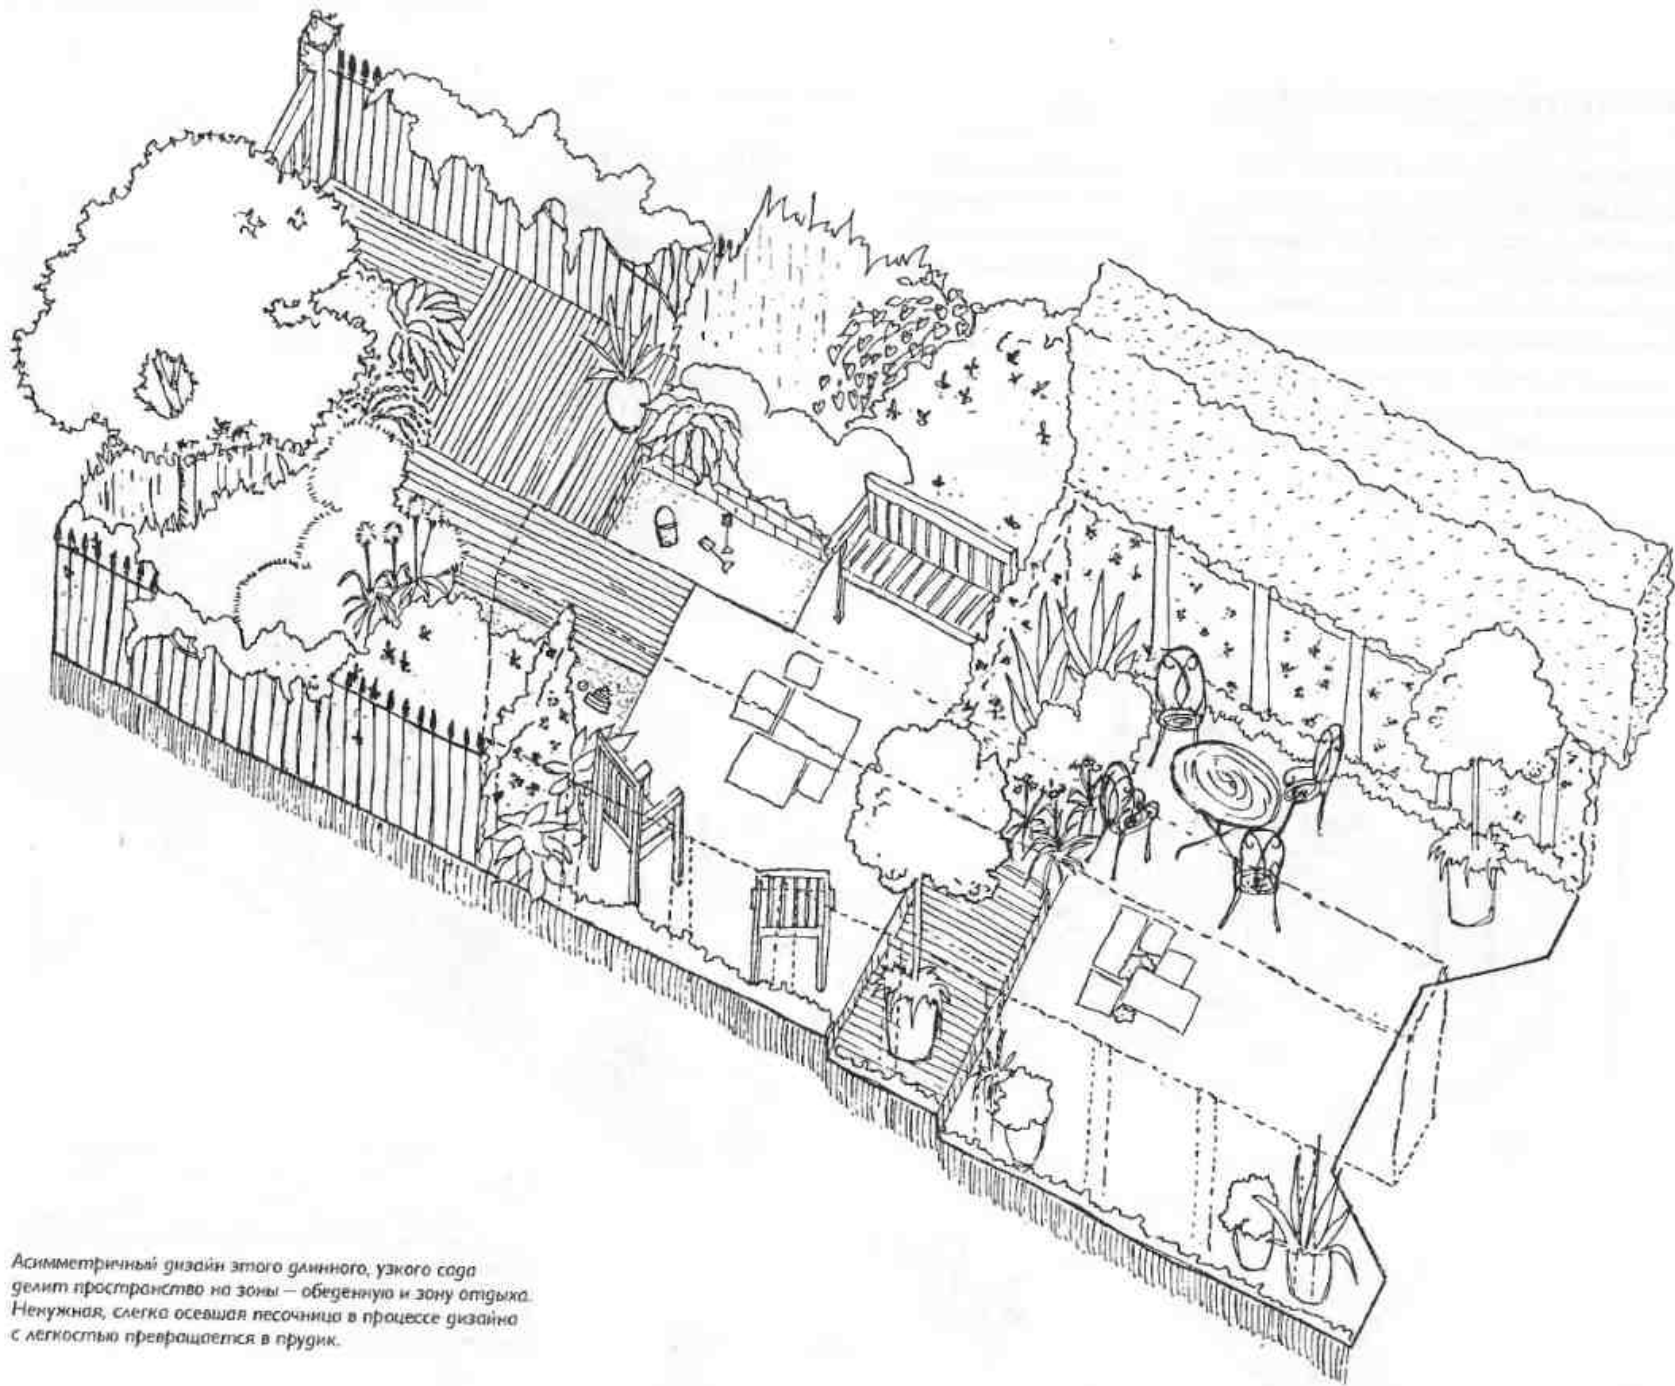 Асимметричный дизайн этого длинного, узкого сада
делит пространство на зоны — обеденную и зону отдыха.
Ненужная, слегка осевшая песочница в процессе дизайна
с легкостью превращается в прудик.